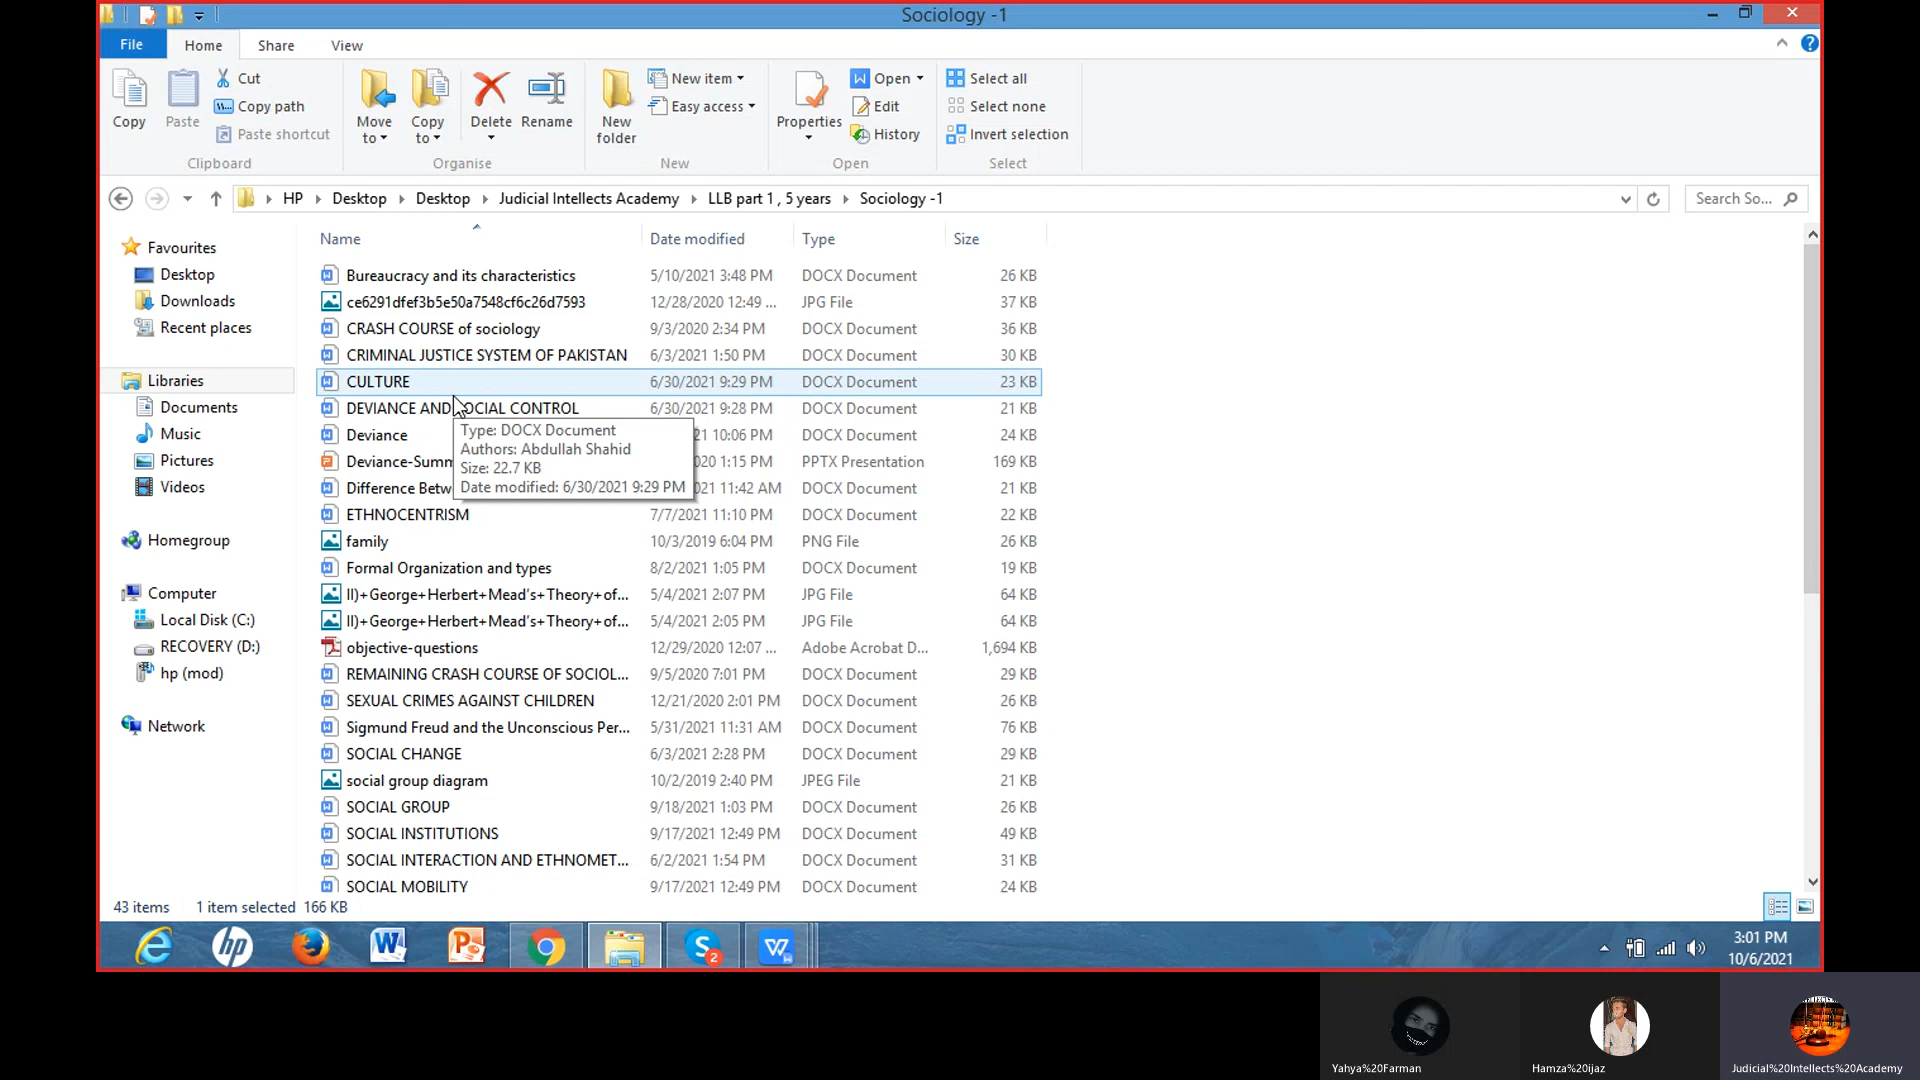 Sociology -1
File Home Share View
Cut
Copy path
Paste shortcut
Copy Paste
Clipboard
Move to Copy to Delete Rename
Organise
New folder
New item
Easy access
New
Properties
Open
Edit
History
Open
Select all
Select none
Invert selection
Select
HP Desktop Desktop Judicial Intellects Academy LLB part 1 , 5 years Sociology -1
Search So...
Favourites
Desktop
Downloads
Recent places
Libraries
Documents
Music
Pictures
Videos
Homegroup
Computer
Local Disk (C:)
RECOVERY (D:)
hp (mod)
Network
Name Date modified Type Size
Bureaucracy and its characteristics 5/10/2021 3:48 PM DOCX Document 26 KB
ce6291dfef3b5e50a7548cf6c26d7593 12/28/2020 12:49 ... JPG File 37 KB
CRASH COURSE of sociology 9/3/2020 2:34 PM DOCX Document 36 KB
CRIMINAL JUSTICE SYSTEM OF PAKISTAN 6/3/2021 1:50 PM DOCX Document 30 KB
CULTURE 6/30/2021 9:29 PM DOCX Document 23 KB
DEVIANCE AND OCIAL CONTROL 6/30/2021 9:28 PM DOCX Document 21 KB
Deviance 21 10:06 PM DOCX Document 24 KB
Deviance-Summ 020 1:15 PM PPTX Presentation 169 KB
Difference Betw 021 11:42 AM DOCX Document 21 KB
Type: DOCX Document
Authors: Abdullah Shahid
Size: 22.7 KB
Date modified: 6/30/2021 9:29 PM
ETHNOCENTRISM 7/7/2021 11:10 PM DOCX Document 22 KB
family 10/3/2019 6:04 PM PNG File 26 KB
Formal Organization and types 8/2/2021 1:05 PM DOCX Document 19 KB
II)+George+Herbert+Mead's+Theory+of... 5/4/2021 2:07 PM JPG File 64 KB
II)+George+Herbert+Mead's+Theory+of... 5/4/2021 2:05 PM JPG File 64 KB
objective-questions 12/29/2020 12:07 ... Adobe Acrobat D... 1,694 KB
REMAINING CRASH COURSE OF SOCIOL... 9/5/2020 7:01 PM DOCX Document 29 KB
SEXUAL CRIMES AGAINST CHILDREN 12/21/2020 2:01 PM DOCX Document 26 KB
Sigmund Freud and the Unconscious Per... 5/31/2021 11:31 AM DOCX Document 76 KB
SOCIAL CHANGE 6/3/2021 2:28 PM DOCX Document 29 KB
social group diagram 10/2/2019 2:40 PM JPEG File 21 KB
SOCIAL GROUP 9/18/2021 1:03 PM DOCX Document 26 KB
SOCIAL INSTITUTIONS 9/17/2021 12:49 PM DOCX Document 49 KB
SOCIAL INTERACTION AND ETHNOMET... 6/2/2021 1:54 PM DOCX Document 31 KB
SOCIAL MOBILITY 9/17/2021 12:49 PM DOCX Document 24 KB
43 items 1 item selected 166 KB
3:01 PM
10/6/2021
Yahya%20Farman Hamza%20ijaz Judicial%20Intellects%20Academy